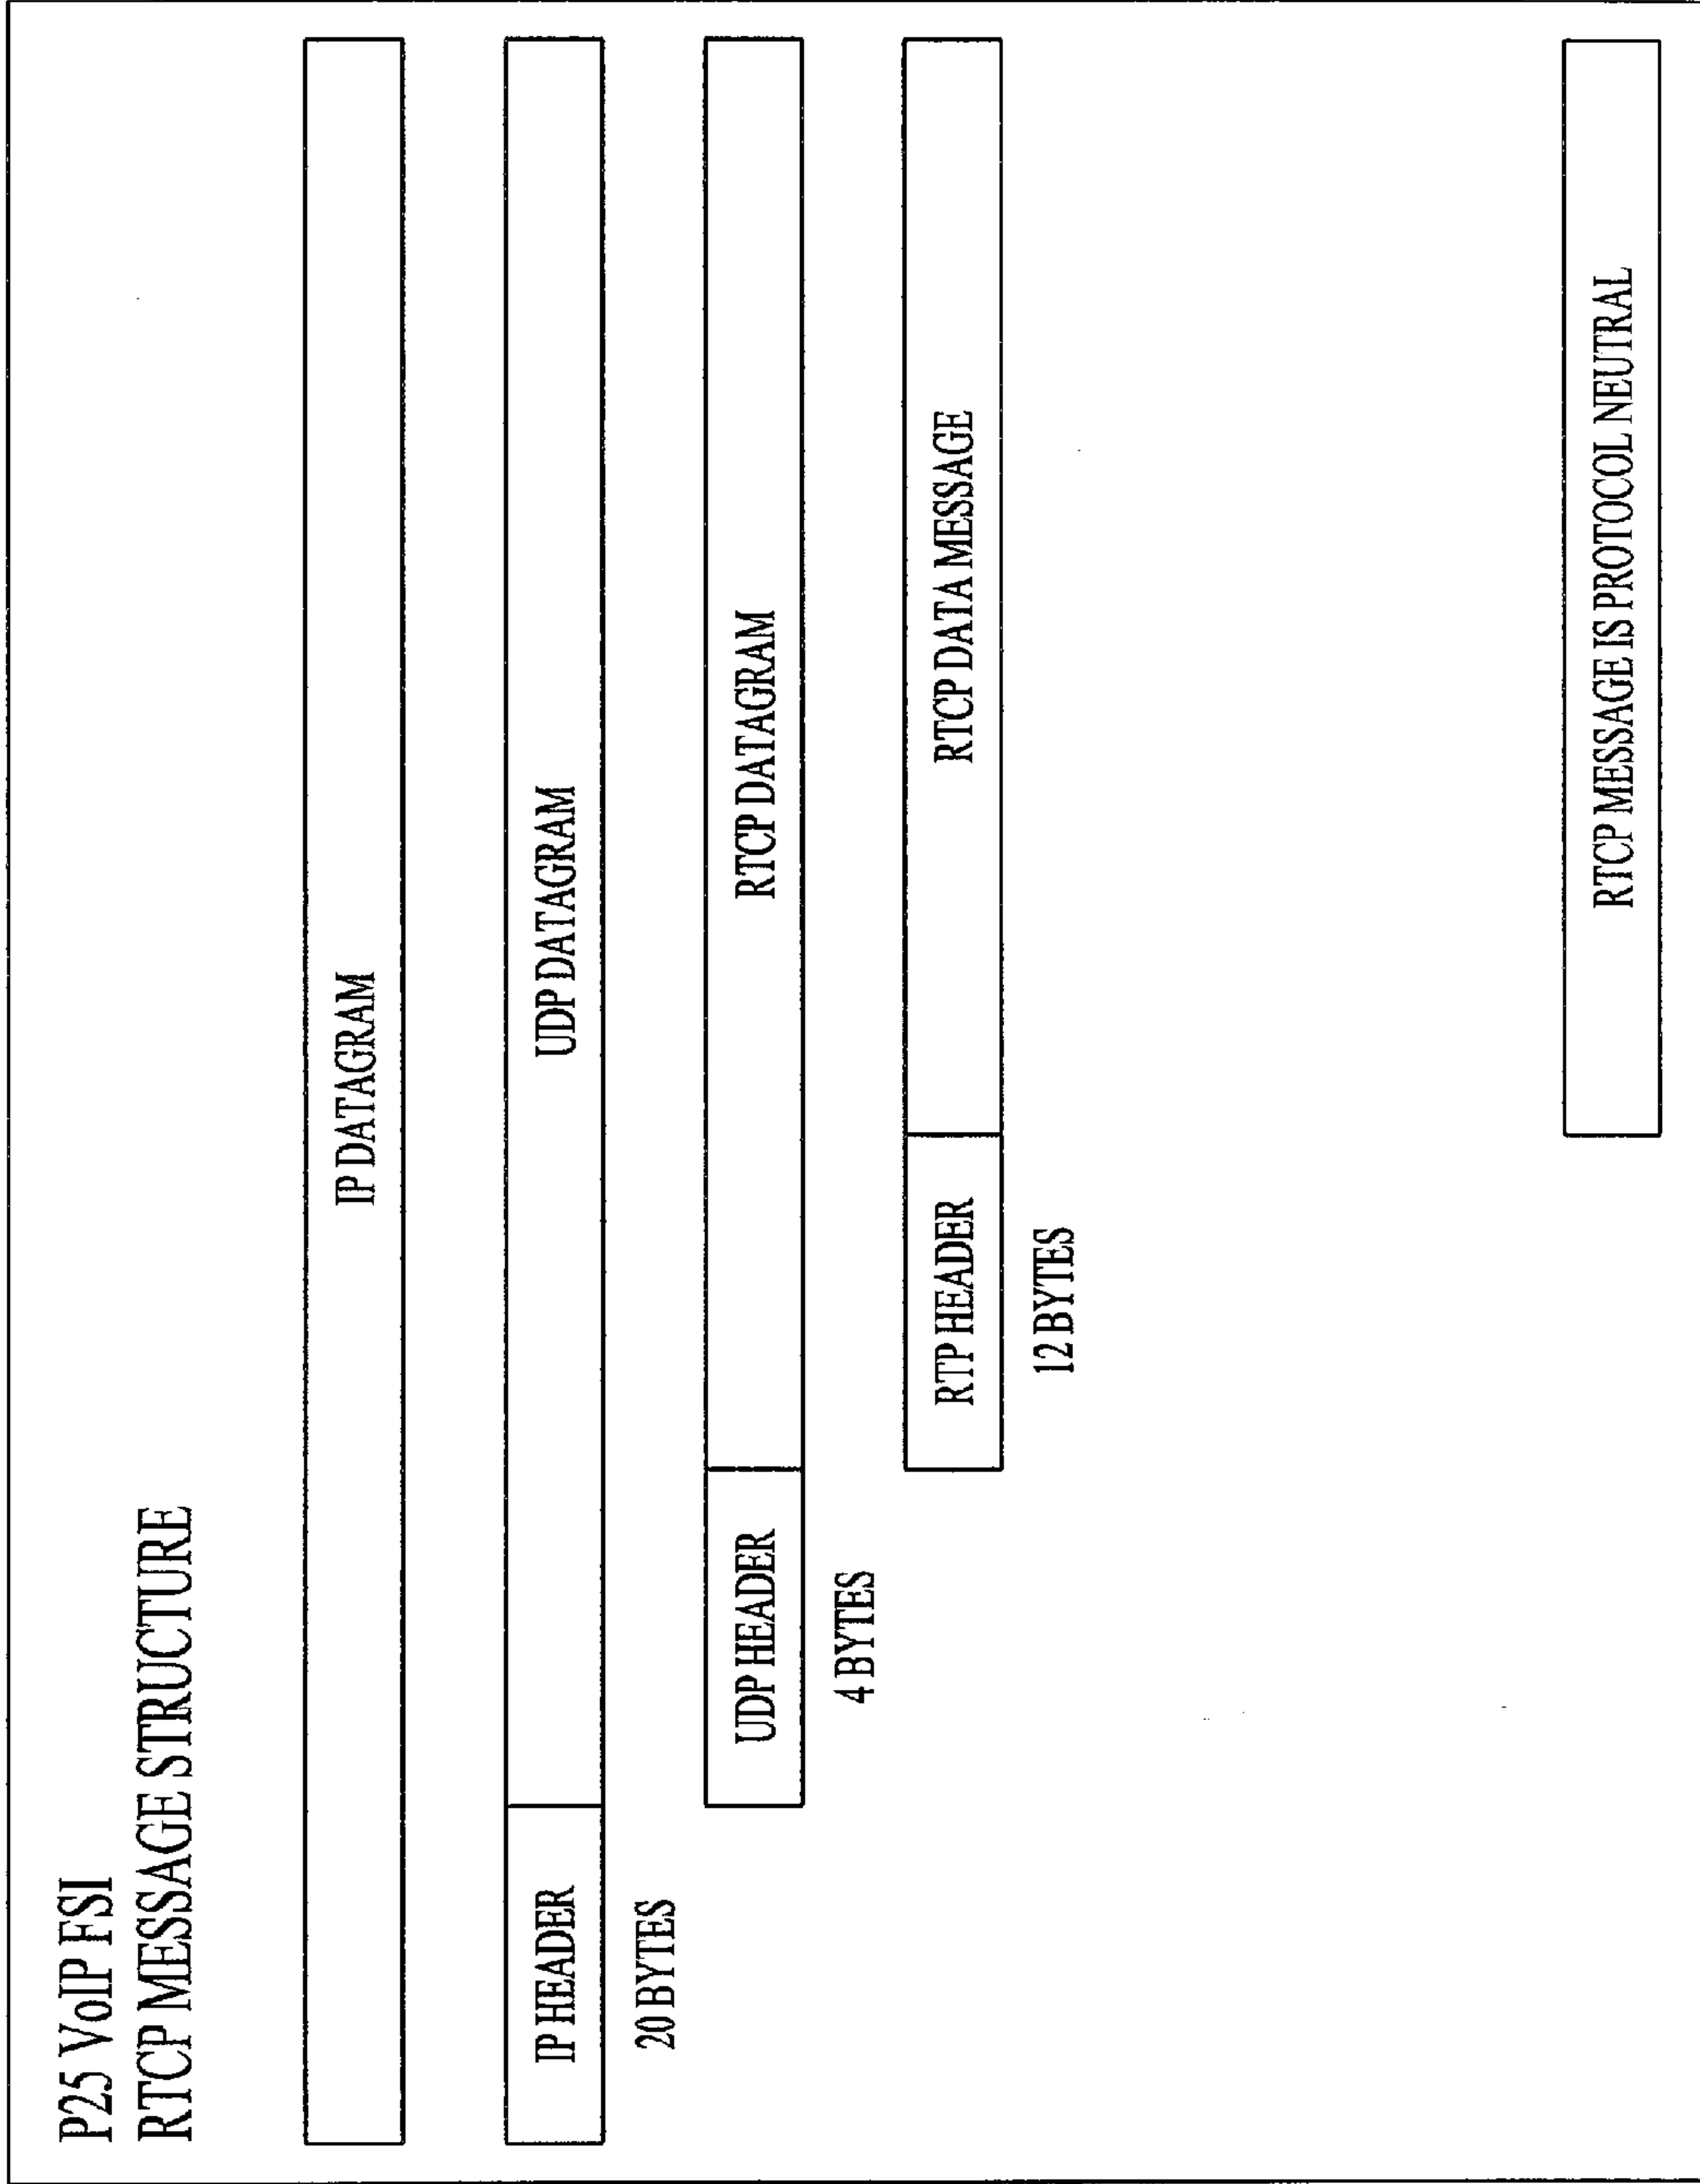 P25 VoIP FSI
RTCP MESSAGE STRUCTURE
IP DATAGRAM
IP HEADER
UDP DATAGRAM
20 BYTES
UDP HEADER
RTCP DATAGRAM
4 BYTES
RTP HEADER
RTCP DATA MESSAGE
12 BYTES
RTCP MESSAGE IS PROTOCOL NEUTRAL